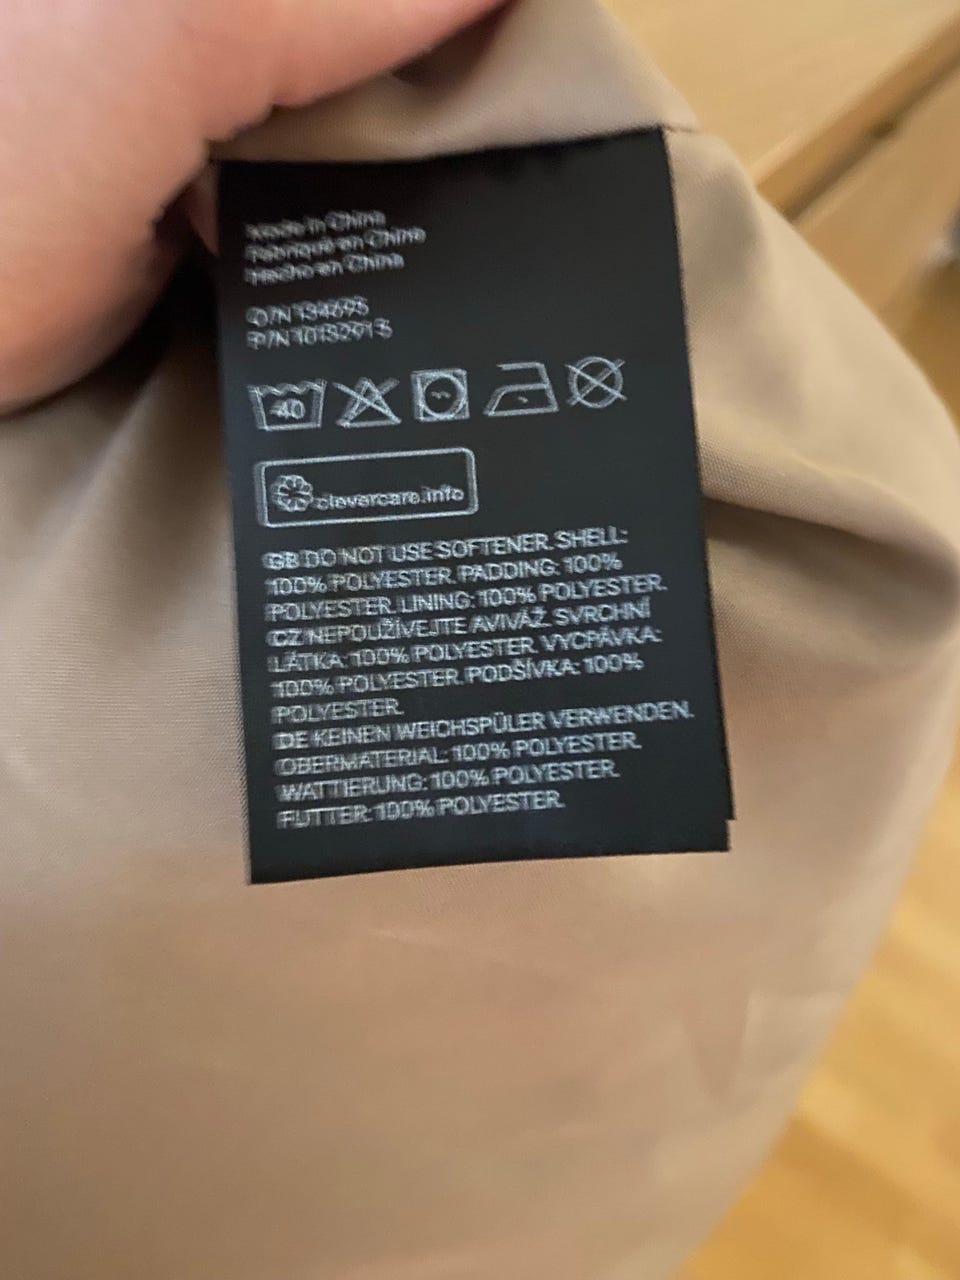 Made in China
Fabriqué en Chine
Hecho en China
O/N 134695
P/N
40
clevercare.info
GB DO NOT USE SOFTENER. SHELL:
100% POLYESTER. PADDING: 100%
POLYESTER. LINING: 100% POLYESTER.
CZ NEPOUŽÍVEJTE AVIVÁŽ. SVRCHNÍ
LÁTKA: 100% POLYESTER. VYCPÁVKA:
100% POLYESTER. PODŠÍVKA: 100%
POLYESTER.
DE KEINEN WEICHSPÜLER VERWENDEN.
OBERMATERIAL: 100% POLYESTER.
WATTIERUNG: 100% POLYESTER.
FUTTER: 100% POLYESTER.